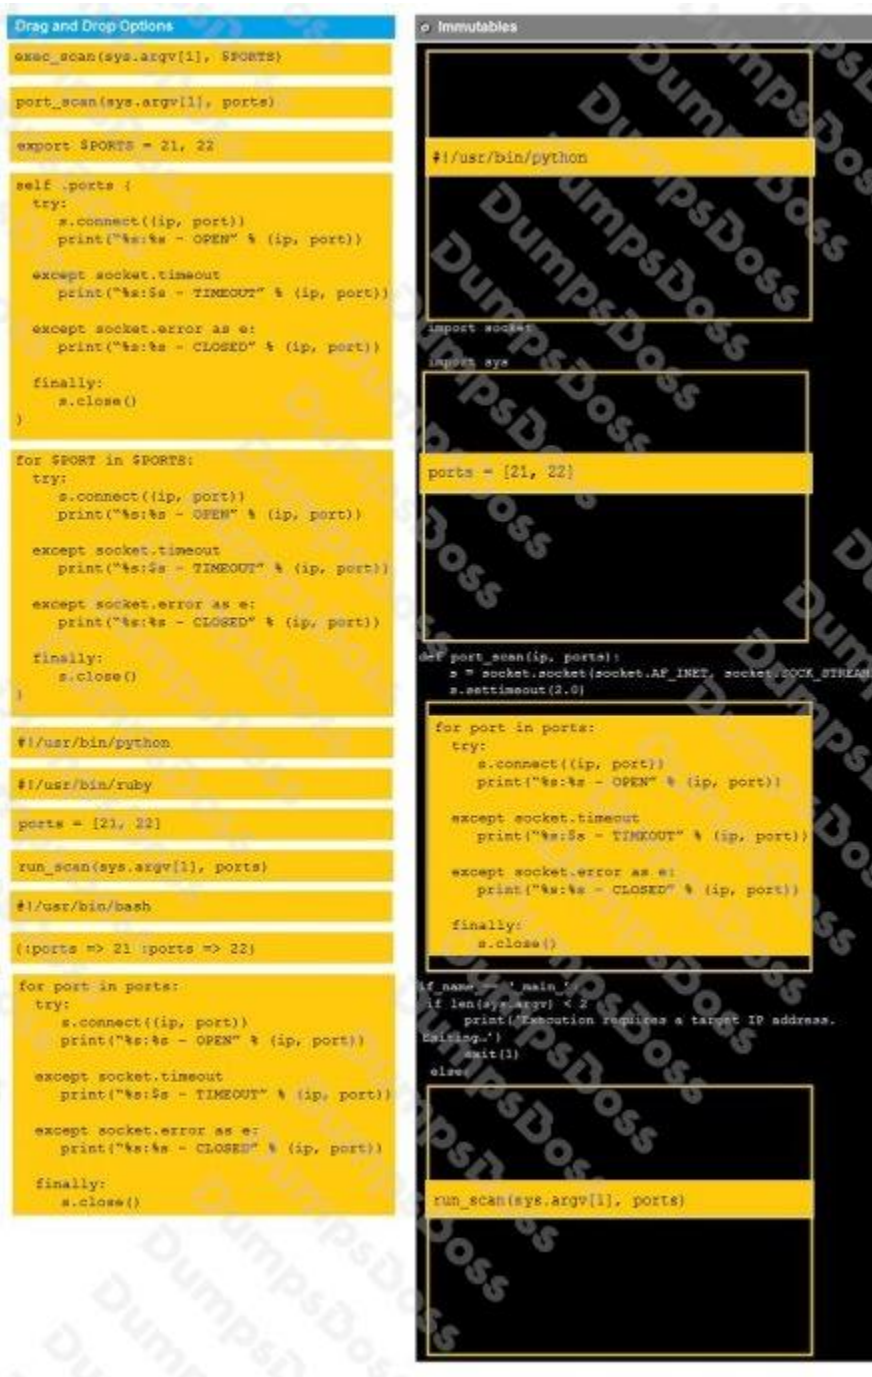 Drag and Drop Options
exec_scan(sys.argv[1], $PORTS)
port_scan(sys.argv[1], ports)
export $PORTS = 21, 22
self .ports {
try:
s.connect((ip, port))
print("%s:%s - OPEN" % (ip, port))
except socket.timeout
print("%s:$s - TIMEOUT" % (ip, port))
except socket.error as e:
print("%s:%s - CLOSED" % (ip, port))
finally:
s.close()
}
for $PORT in $PORTS:
try:
s.connect((ip, port))
print("%s:%s - OPEN" % (ip, port))
except socket.timeout
print("%s:$s - TIMEOUT" % (ip, port))
except socket.error as e:
print("%s:%s - CLOSED" % (ip, port))
finally:
s.close()
}
#!/usr/bin/python
#!/usr/bin/ruby
ports = [21, 22]
run_scan(sys.argv[1], ports)
#!/usr/bin/bash
(:ports => 21 :ports => 22)
for port in ports:
try:
s.connect((ip, port))
print("%s:%s - OPEN" % (ip, port))
except socket.timeout
print("%s:$s - TIMEOUT" % (ip, port))
except socket.error as e:
print("%s:%s - CLOSED" % (ip, port))
finally:
s.close()
Immutables
#!/usr/bin/python
import socket
import sys
ports = [21, 22]
def port_scan(ip, ports):
s = socket.socket(socket.AF_INET, socket.SOCK_STREAM
s.settimeout(2.0)
for port in ports:
try:
s.connect((ip, port))
print("%s:%s - OPEN" % (ip, port))
except socket.timeout
print("%s:$s - TIMEOUT" % (ip, port))
except socket.error as e:
print("%s:%s - CLOSED" % (ip, port))
finally:
s.close()
if_name == '_main_':
if len(sys.argv) < 2
print('Execution requires a target IP address.
Exiting…')
exit(1)
else:
run_scan(sys.argv[1], ports)
DumpsDoss